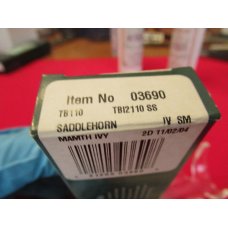 Item No 03690
TB110 TBI2110 SS
SADDLEHORN IV SM
MAMTH IVY 2D 11/02/04